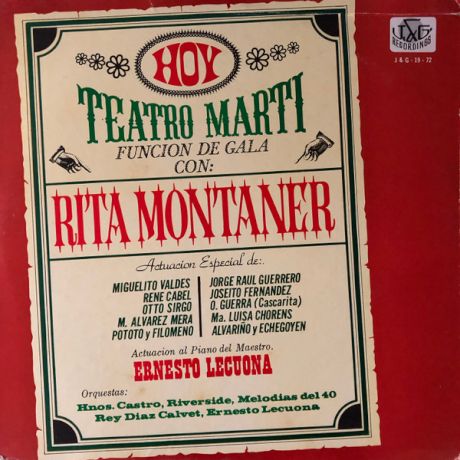 HOY
J&G
RECORDINGS
J & G - 19 - 72
TEATRO MARTI
FUNCION DE GALA
CON:
RITA MONTANER
Actuacion Especial de:.
MIGUELITO VALDES
RENE CABEL
OTTO SIRGO
M. ALVAREZ MERA
POTOTO y FILOMENO
JORGE RAUL GUERRERO
JOSEITO FERNANDEZ
O. GUERRA (Cascarita)
Ma. LUISA CHORENS
ALVARIÑO y ECHEGOYEN
Actuacion al Piano del Maestro.
ERNESTO LECUONA
Orquestas:
Hnos. Castro, Riverside, Melodias del 40
Rey Diaz Calvet, Ernesto Lecuona